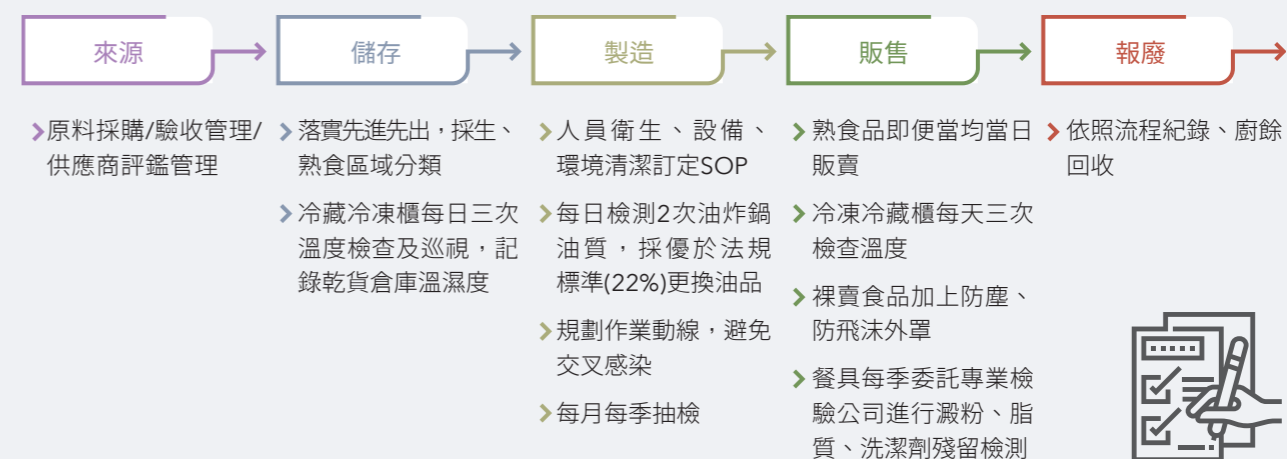 來源
原料採購/驗收管理/
供應商評鑑管理
儲存
落實先進先出，採生、
熟食區域分類
冷藏冷凍櫃每日三次
溫度檢查及巡視，記
錄乾貨倉庫溫濕度
製造
人員衛生、設備、
環境清潔訂定SOP
每日檢測2次油炸鍋
油質，採優於法規
標準(22%)更換油品
規劃作業動線，避免
交叉感染
每月每季抽檢
販售
熟食品即便當均當日
販賣
冷凍冷藏櫃每天三次
檢查溫度
裸賣食品加上防塵、
防飛沫外罩
餐具每季委託專業檢
驗公司進行澱粉、脂
質、洗潔劑殘留檢測
報廢
依照流程紀錄、廚餘
回收